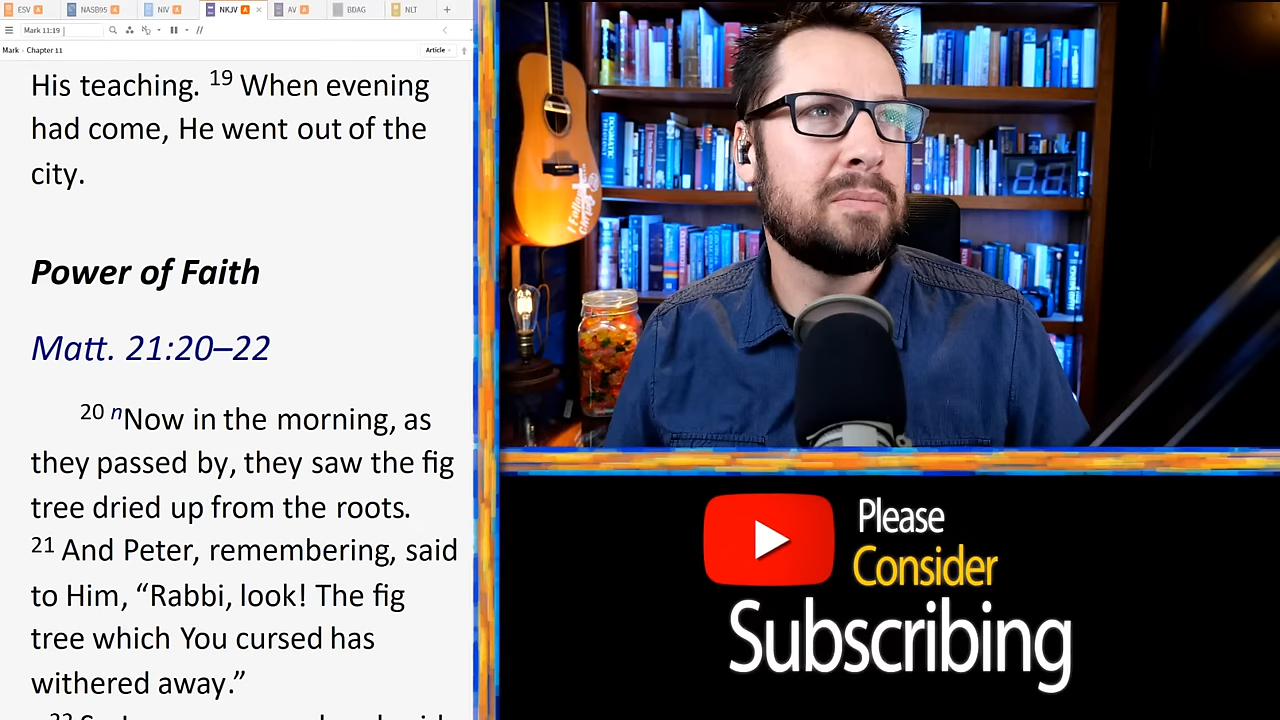 ESV A NASB95 A NIV A NKJV A × AV A BDAG NLT +
Mark 11:19
Mark › Chapter 11 Article
His teaching. 19 When evening
had come, He went out of the
city.
Power of Faith
Matt. 21:20–22
20 nNow in the morning, as
they passed by, they saw the fig
tree dried up from the roots.
21 And Peter, remembering, said
to Him, “Rabbi, look! The fig
tree which You cursed has
withered away.”
DOGMATIC
THEOLOGY
Please
Consider
Subscribing